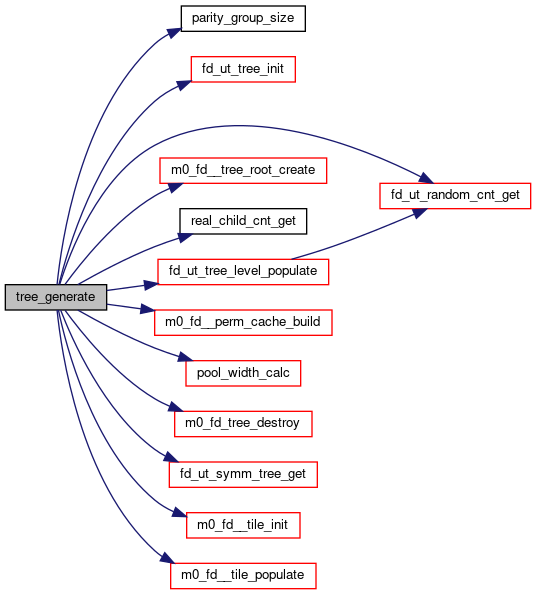 parity_group_size
fd_ut_tree_init
m0_fd__tree_root_create
fd_ut_random_cnt_get
real_child_cnt_get
fd_ut_tree_level_populate
tree_generate
m0_fd__perm_cache_build
pool_width_calc
m0_fd_tree_destroy
fd_ut_symm_tree_get
m0_fd__tile_init
m0_fd__tile_populate